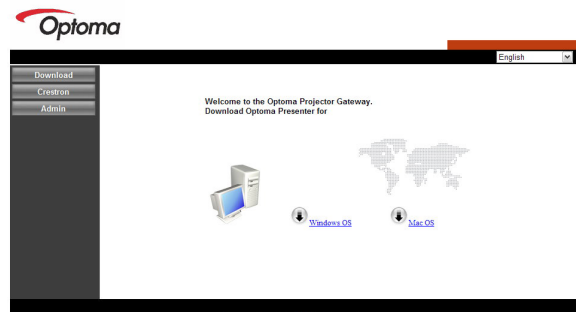 Optoma
English
Download
Crestron
Admin
Welcome to the Optoma Projector Gateway.
Download Optoma Presenter for
Windows OS
Mac OS